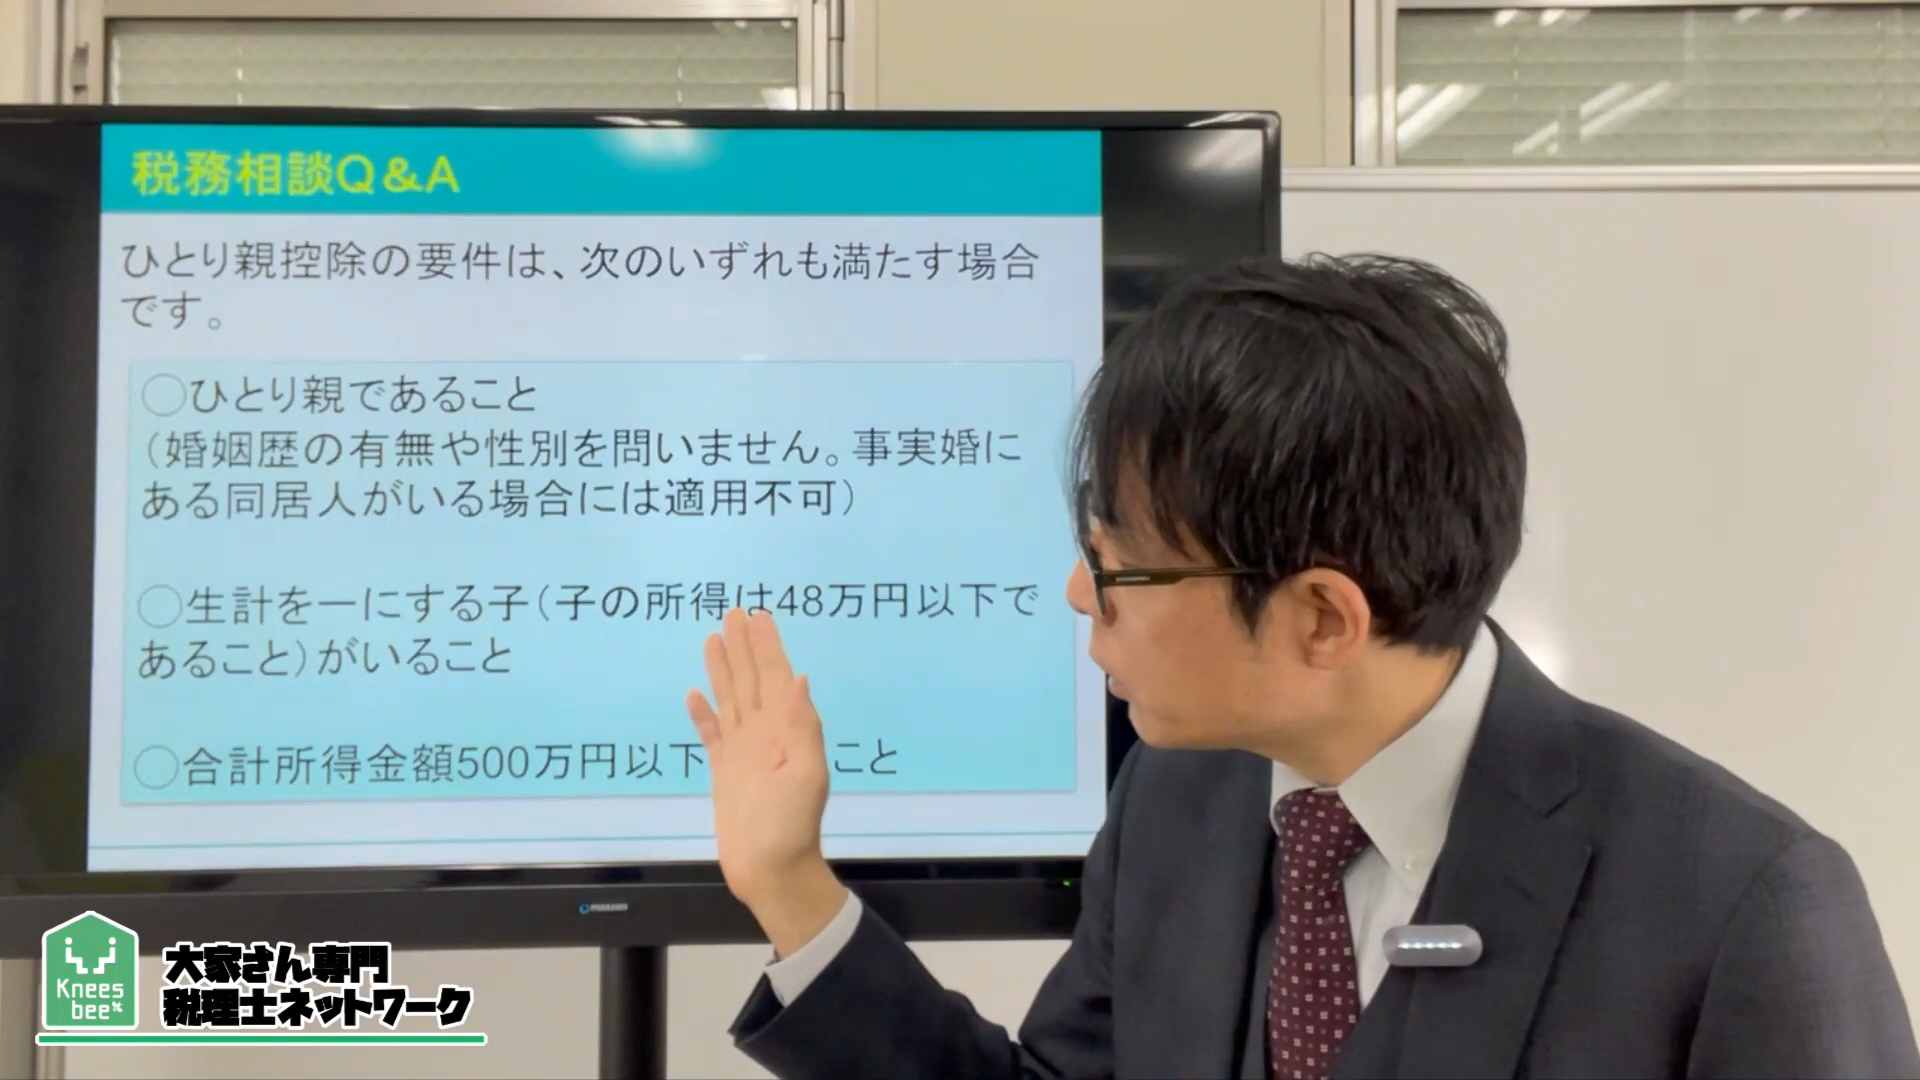 税務相談Q&A
ひとり親控除の要件は、次のいずれも満たす場合
です。
○ひとり親であること
(婚姻歴の有無や性別を問いません。事実婚に
ある同居人がいる場合には適用不可)
○生計を一にする子(子の所得は48万円以下で
あること)がいること
○合計所得金額500万円以下 こと
Knees
bee
大家さん専門
税理士ネットワーク